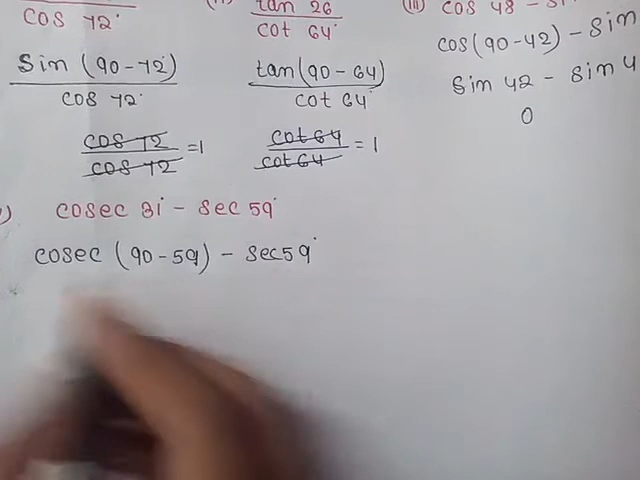 cos 72°
tan 26
cot 64°
(iii) cos 48 -
cos(90-42) - sin
sin 42 - sin 4
0
sin (90-72)
cos 72°
cos 72
cos 72 = 1
tan(90-64)
cot 64°
cot 64
cot 64 = 1
cosec 31° - sec 59°
cosec (90-59) - sec 59°